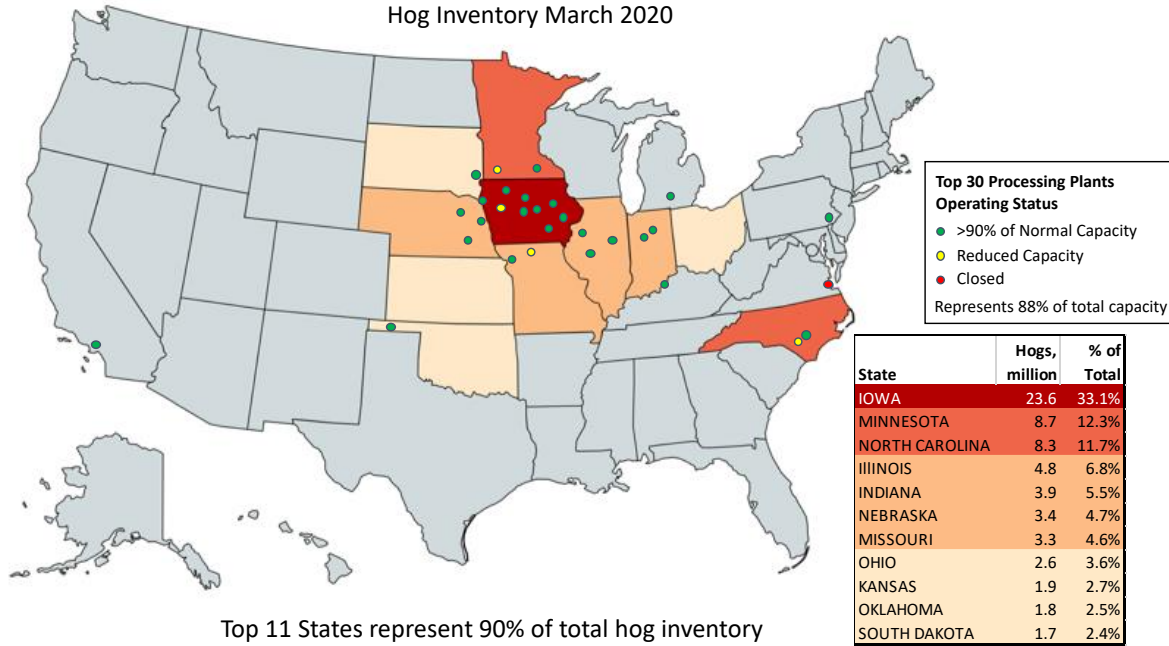 Hog Inventory March 2020
Top 30 Processing Plants
Operating Status
>90% of Normal Capacity
Reduced Capacity
Closed
Represents 88% of total capacity
State Hogs, million % of Total
IOWA 23.6 33.1%
MINNESOTA 8.7 12.3%
NORTH CAROLINA 8.3 11.7%
IllINOIS 4.8 6.8%
INDIANA 3.9 5.5%
NEBRASKA 3.4 4.7%
MISSOURI 3.3 4.6%
OHIO 2.6 3.6%
KANSAS 1.9 2.7%
OKLAHOMA 1.8 2.5%
SOUTH DAKOTA 1.7 2.4%
Top 11 States represent 90% of total hog inventory